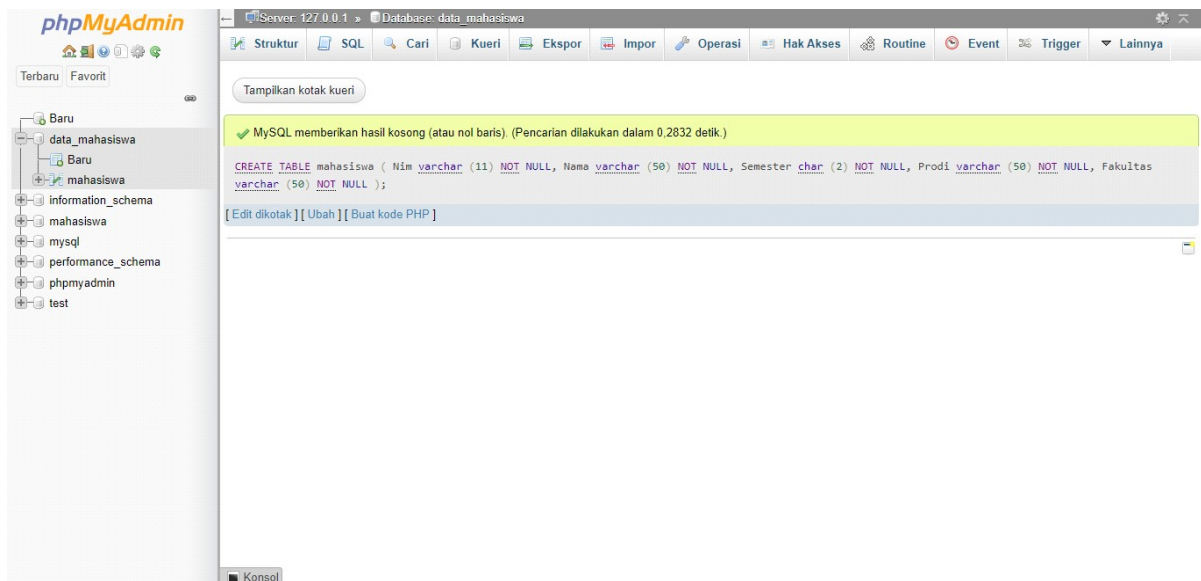 phpMyAdmin
Terbaru Favorit
Baru
data_mahasiswa
Baru
mahasiswa
information_schema
mahasiswa
mysql
performance_schema
phpmyadmin
test
Server: 127.0.0.1 » Database: data_mahasiswa
Struktur SQL Cari Kueri Ekspor Impor Operasi Hak Akses Routine Event Trigger Lainnya
Tampilkan kotak kueri
MySQL memberikan hasil kosong (atau nol baris). (Pencarian dilakukan dalam 0,2832 detik.)
CREATE TABLE mahasiswa ( Nim varchar (11) NOT NULL, Nama varchar (50) NOT NULL, Semester char (2) NOT NULL, Prodi varchar (50) NOT NULL, Fakultas
varchar (50) NOT NULL );
[ Edit dikotak ] [ Ubah ] [ Buat kode PHP ]
Konsol